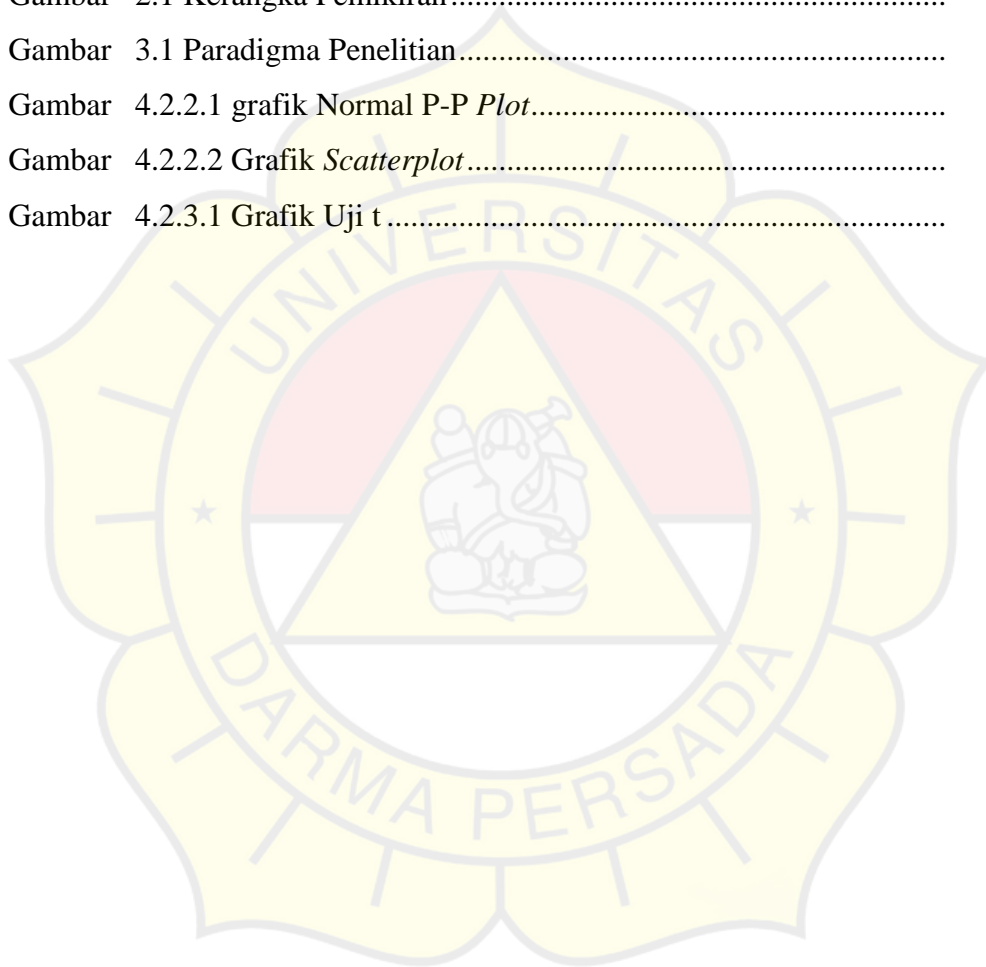 Gambar 2.1 Kerangka Pemikiran........................................................................
Gambar 3.1 Paradigma Penelitian......................................................................
Gambar 4.2.2.1 grafik Normal P-P Plot.............................................................
Gambar 4.2.2.2 Grafik Scatterplot.....................................................................
Gambar 4.2.3.1 Grafik Uji t ...............................................................................
UNIVERSITAS
DARMA PERSADA